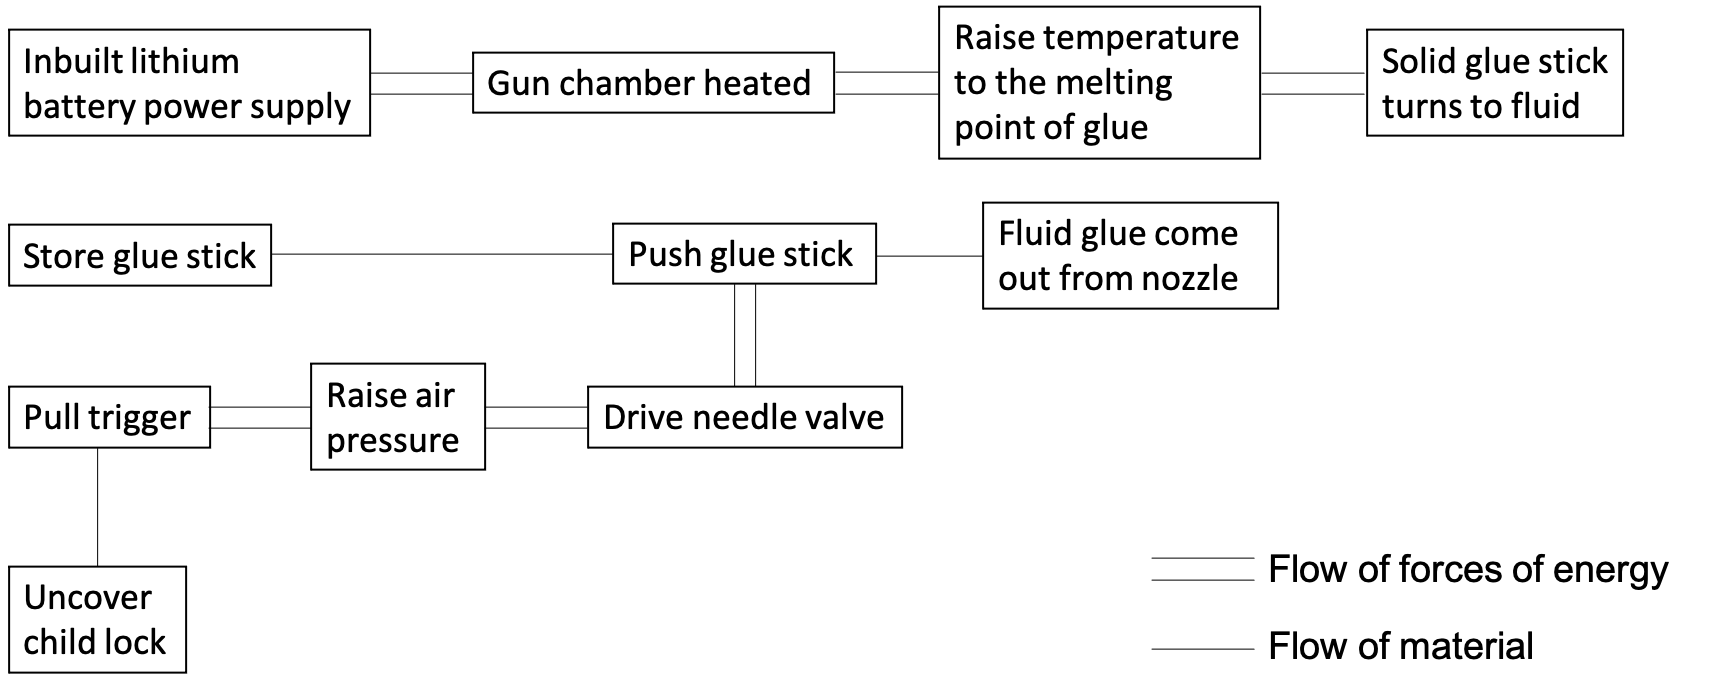 Inbuilt lithium
battery power supply
Gun chamber heated
Raise temperature
to the melting
point of glue
Solid glue stick
turns to fluid
Store glue stick
Push glue stick
Fluid glue come
out from nozzle
Pull trigger
Raise air
pressure
Drive needle valve
Uncover
child lock
Flow of forces of energy
Flow of material